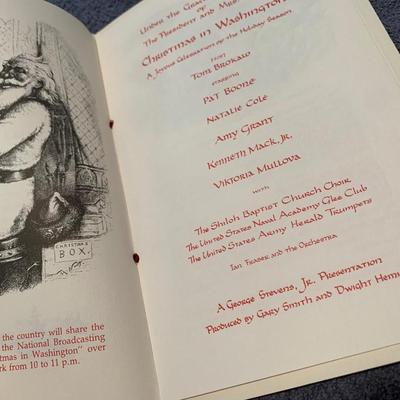 CHRISTMAS
BOX.
the country will share the
the National Broadcasting
tmas in Washington" over
rk from 10 to 11 p.m.
Under the
of
The President and Mrs.
Christmas in Washington
A Joyous Celebration of the Holiday Season
host
Tom Brokaw
starring
Pat Boone
Natalie Cole
Amy Grant
Kenneth Mack, Jr.
Viktoria Mullova
with
The Shiloh Baptist Church Choir
The United States Naval Academy Glee Club
The United States Army Herald Trumpets
Ian Fraser and the Orchestra
A George Stevens, Jr. Presentation
Produced by Gary Smith and Dwight Hemi